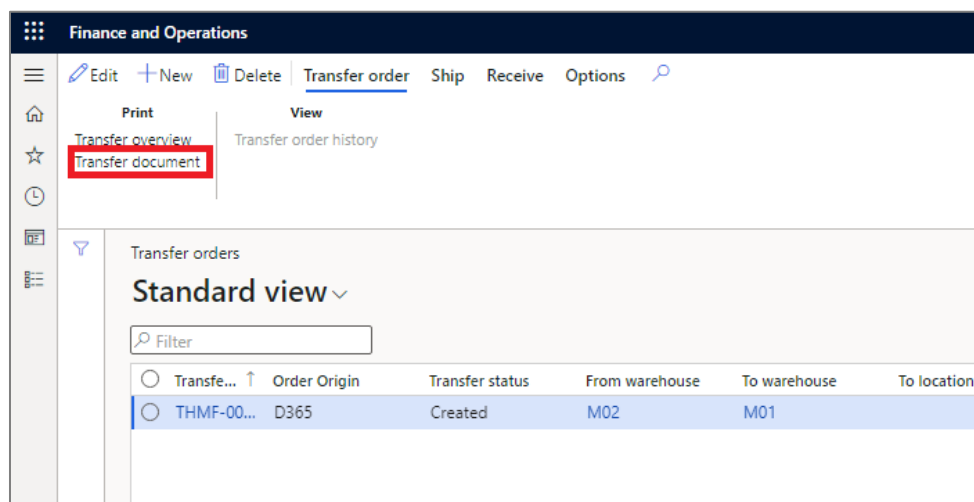 Finance and Operations
Edit New Delete Transfer order Ship Receive Options
Print View
Transfer overview Transfer order history
Transfer document
Transfer orders
Standard view
Filter
Transfe... Order Origin Transfer status From warehouse To warehouse To location
THMF-00... D365 Created M02 M01